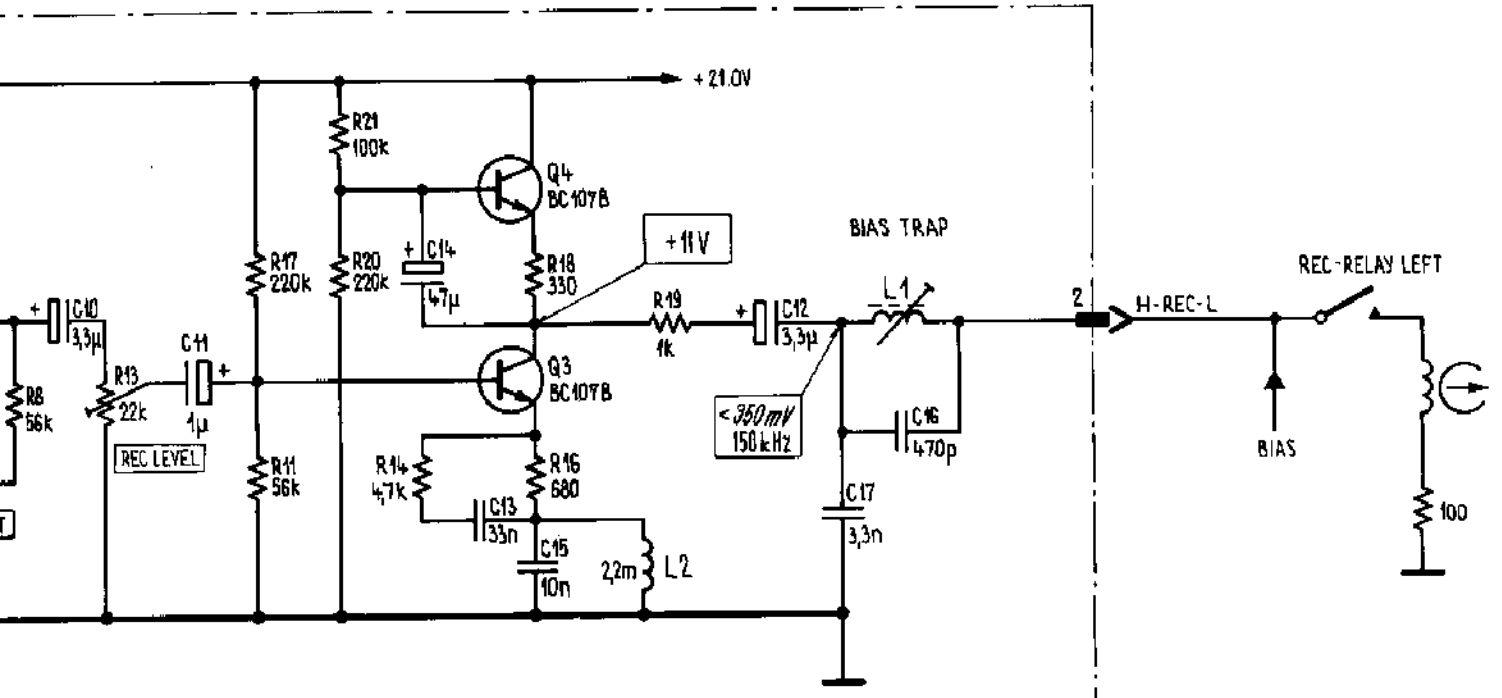 + 21.0V
R21
100k
Q4
BC107B
+11V
BIAS TRAP
+ C14
47µ
R17
220k
R20
220k
R18
330
REC-RELAY LEFT
+ C10
3,3µ
R19
1k
+ C12
3,3µ
L1
2
H-REC-L
C11
+
1µ
R13
22k
Q3
BC107B
R8
56k
<350mV
150kHz
C16
470p
BIAS
REC LEVEL
R11
56k
R14
4,7k
R16
680
C13
33n
C17
3,3n
100
T
C15
10n
2,2m
L2